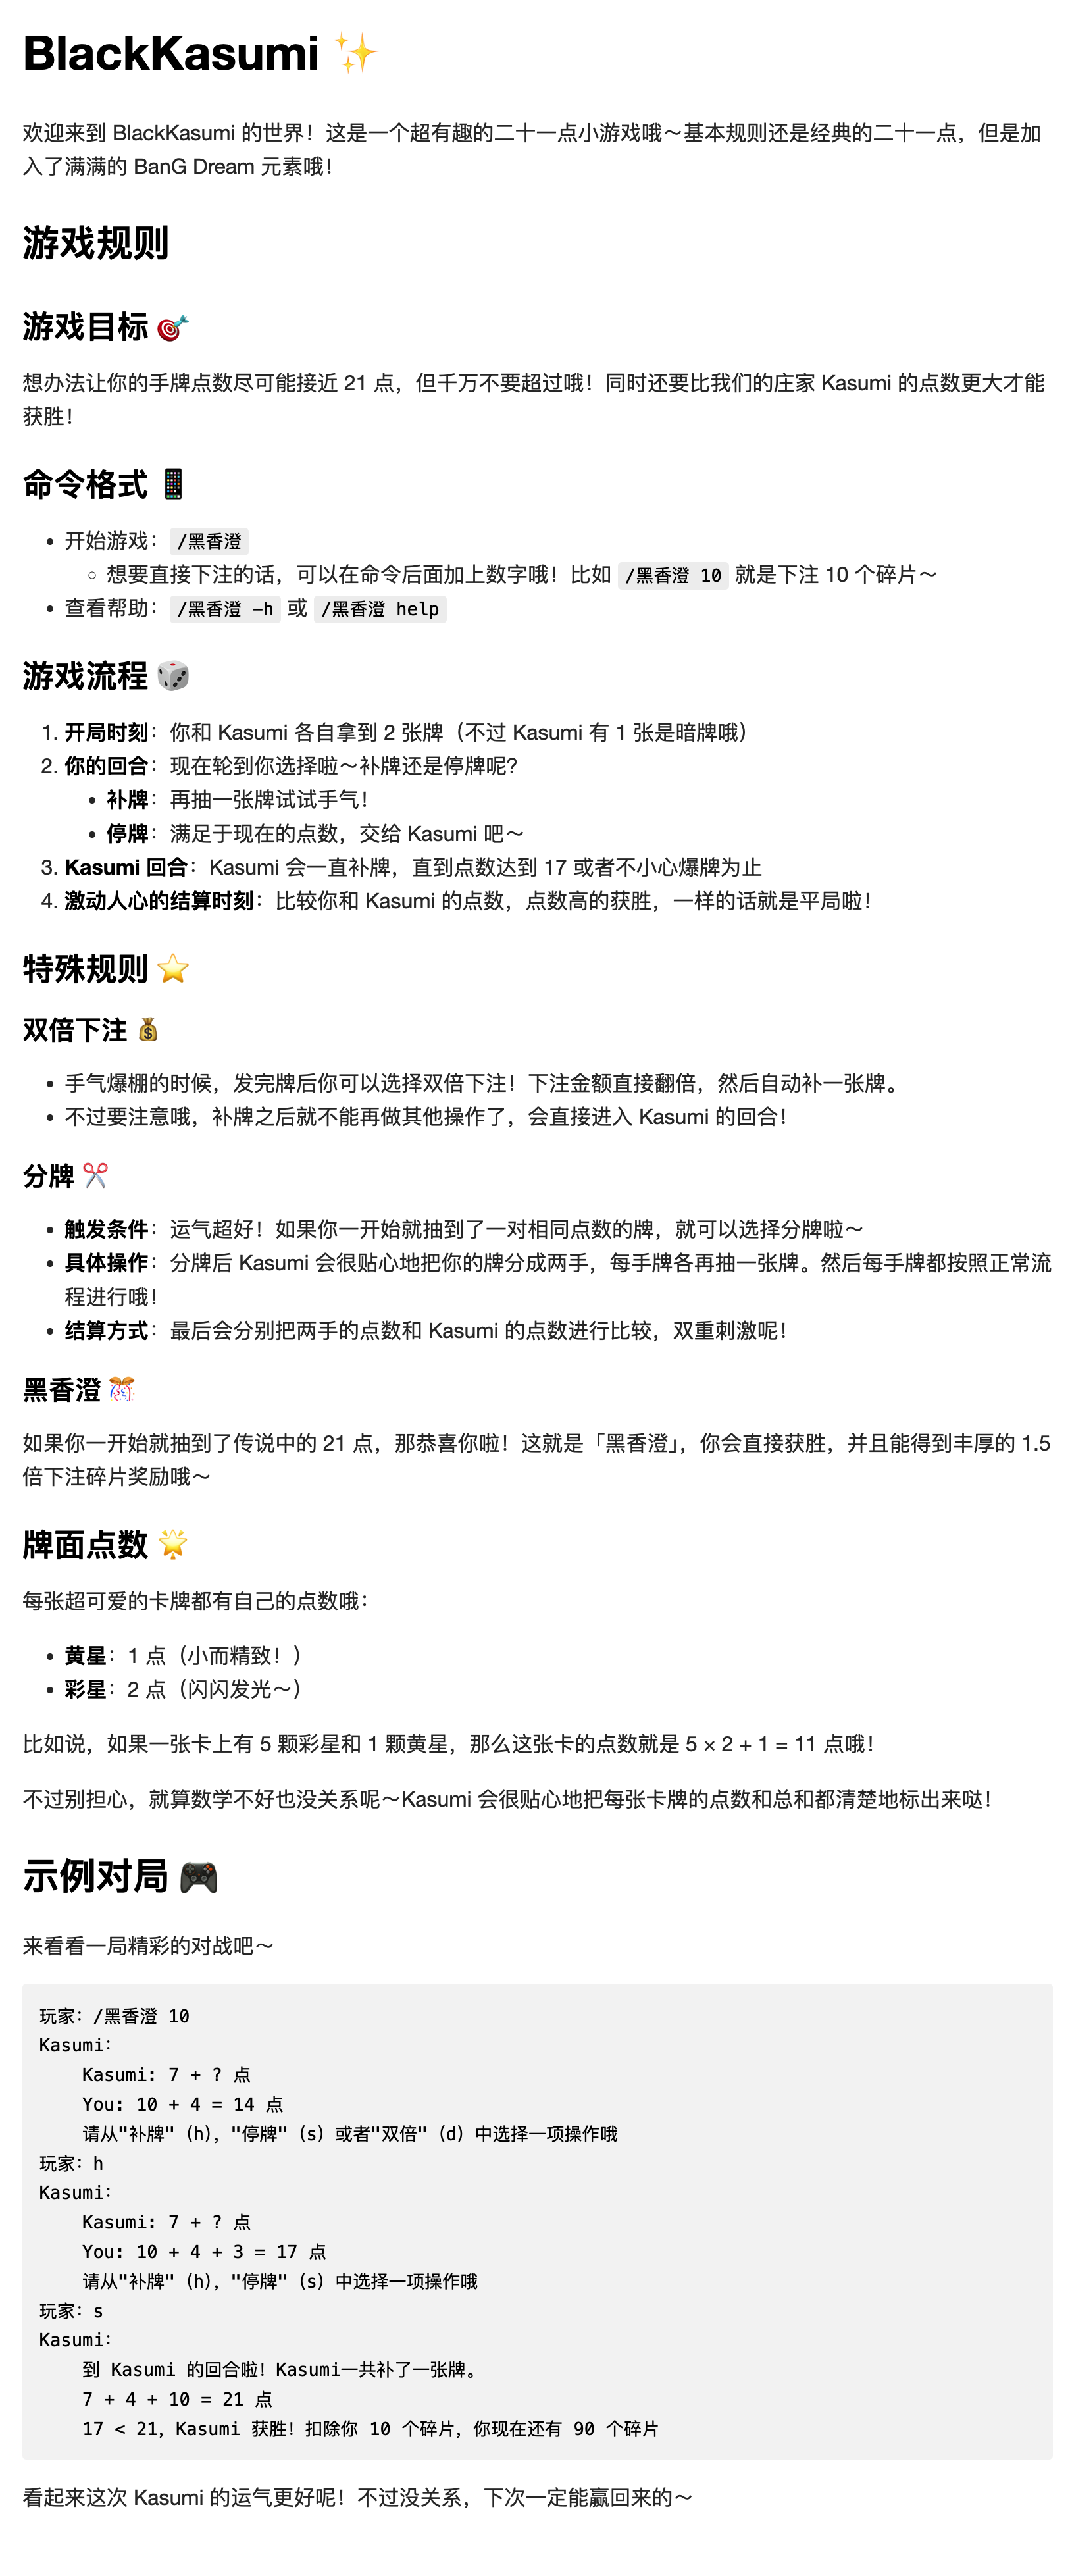 BlackKasumi ✨
欢迎来到 BlackKasumi 的世界！这是一个超有趣的二十一点小游戏哦～基本规则还是经典的二十一点，但是加
入了满满的 BanG Dream 元素哦！
游戏规则
游戏目标 🎯
想办法让你的手牌点数尽可能接近 21 点，但千万不要超过哦！同时还要比我们的庄家 Kasumi 的点数更大才能
获胜！
命令格式 📱
• 开始游戏：/黑香澄
◦ 想要直接下注的话，可以在命令后面加上数字哦！比如 /黑香澄 10 就是下注 10 个碎片～
• 查看帮助：/黑香澄 -h 或 /黑香澄 help
游戏流程 🎲
1. 开局时刻：你和 Kasumi 各自拿到 2 张牌（不过 Kasumi 有 1 张是暗牌哦）
2. 你的回合：现在轮到你选择啦～补牌还是停牌呢？
• 补牌：再抽一张牌试试手气！
• 停牌：满足于现在的点数，交给 Kasumi 吧～
3. Kasumi 回合：Kasumi 会一直补牌，直到点数达到 17 或者不小心爆牌为止
4. 激动人心的结算时刻：比较你和 Kasumi 的点数，点数高的获胜，一样的话就是平局啦！
特殊规则 ⭐
双倍下注 💰
• 手气爆棚的时候，发完牌后你可以选择双倍下注！下注金额直接翻倍，然后自动补一张牌。
• 不过要注意哦，补牌之后就不能再做其他操作了，会直接进入 Kasumi 的回合！
分牌 ✂️
• 触发条件：运气超好！如果你一开始就抽到了一对相同点数的牌，就可以选择分牌啦～
• 具体操作：分牌后 Kasumi 会很贴心地把你的牌分成两手，每手牌各再抽一张牌。然后每手牌都按照正常流
程进行哦！
• 结算方式：最后会分别把两手的点数和 Kasumi 的点数进行比较，双重刺激呢！
黑香澄 🎊
如果你一开始就抽到了传说中的 21 点，那恭喜你啦！这就是「黑香澄」，你会直接获胜，并且能得到丰厚的 1.5
倍下注碎片奖励哦～
牌面点数 🌟
每张超可爱的卡牌都有自己的点数哦：
• 黄星：1 点（小而精致！）
• 彩星：2 点（闪闪发光～）
比如说，如果一张卡上有 5 颗彩星和 1 颗黄星，那么这张卡的点数就是 5 × 2 + 1 = 11 点哦！
不过别担心，就算数学不好也没关系呢～Kasumi 会很贴心地把每张卡牌的点数和总和都清楚地标出来哒！
示例对局 🎮
来看看一局精彩的对战吧～
玩家：/黑香澄 10
Kasumi：
Kasumi: 7 + ? 点
You: 10 + 4 = 14 点
请从"补牌"（h），"停牌"（s）或者"双倍"（d）中选择一项操作哦
玩家：h
Kasumi：
Kasumi: 7 + ? 点
You: 10 + 4 + 3 = 17 点
请从"补牌"（h），"停牌"（s）中选择一项操作哦
玩家：s
Kasumi：
到 Kasumi 的回合啦！Kasumi一共补了一张牌。
7 + 4 + 10 = 21 点
17 < 21，Kasumi 获胜！扣除你 10 个碎片，你现在还有 90 个碎片
看起来这次 Kasumi 的运气更好呢！不过没关系，下次一定能赢回来的～